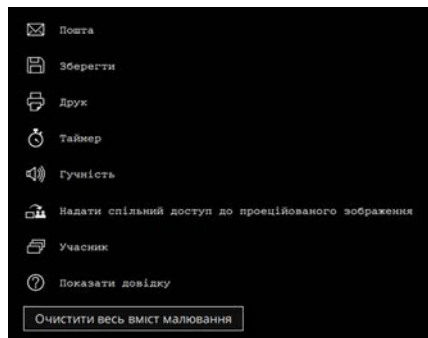 Пошта
Зберегти
Друк
Таймер
Гучність
Надати спільний доступ до проеційованого зображення
Учасник
Показати довідку
Очистити весь вміст малювання